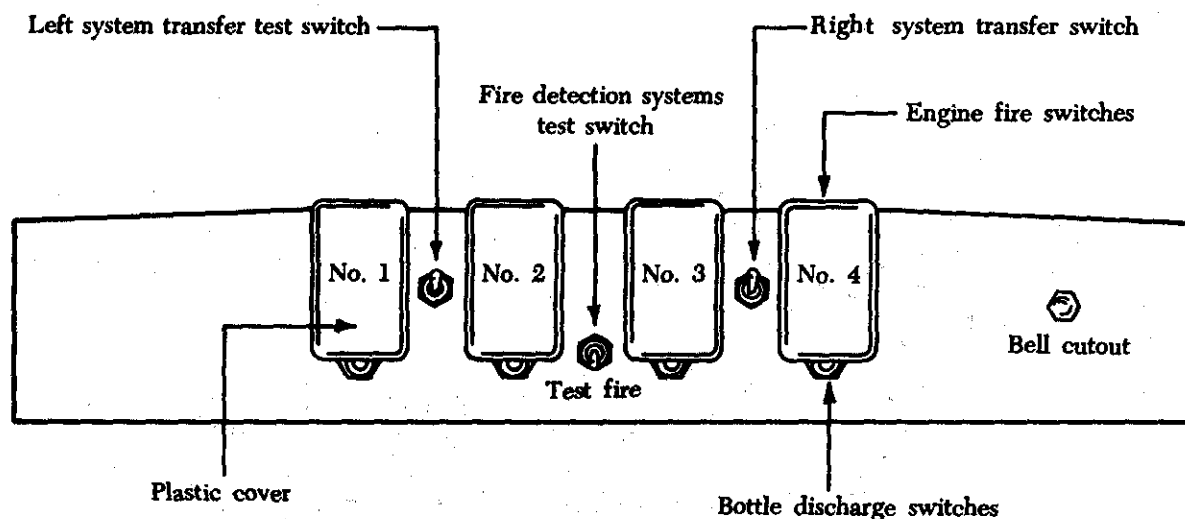 Left system transfer test switch
Right system transfer switch
Fire detection systems
test switch
Engine fire switches
No. 1
No. 2
No. 3
No. 4
Bell cutout
Test fire
Plastic cover
Bottle discharge switches